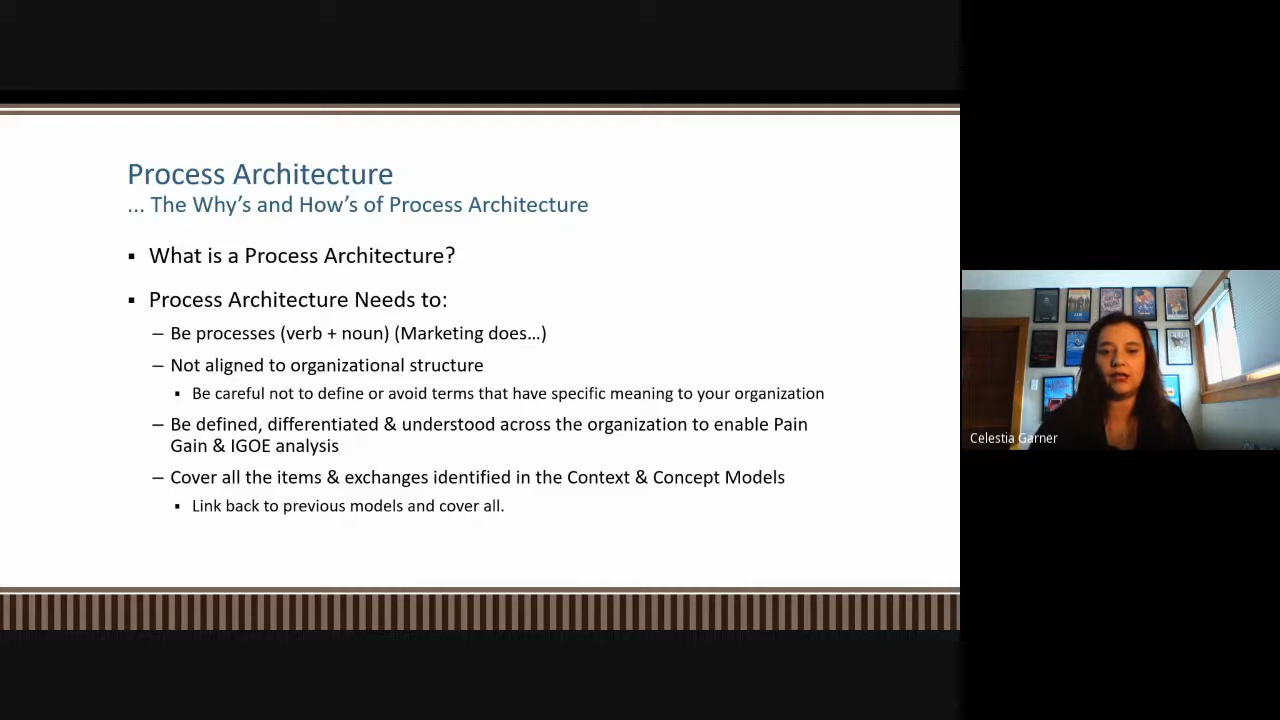 Process Architecture
... The Why's and How's of Process Architecture
▪ What is a Process Architecture?
▪ Process Architecture Needs to:
– Be processes (verb + noun) (Marketing does…)
– Not aligned to organizational structure
▪ Be careful not to define or avoid terms that have specific meaning to your organization
– Be defined, differentiated & understood across the organization to enable Pain
Gain & IGOE analysis
– Cover all the items & exchanges identified in the Context & Concept Models
▪ Link back to previous models and cover all.
Celestia Garner